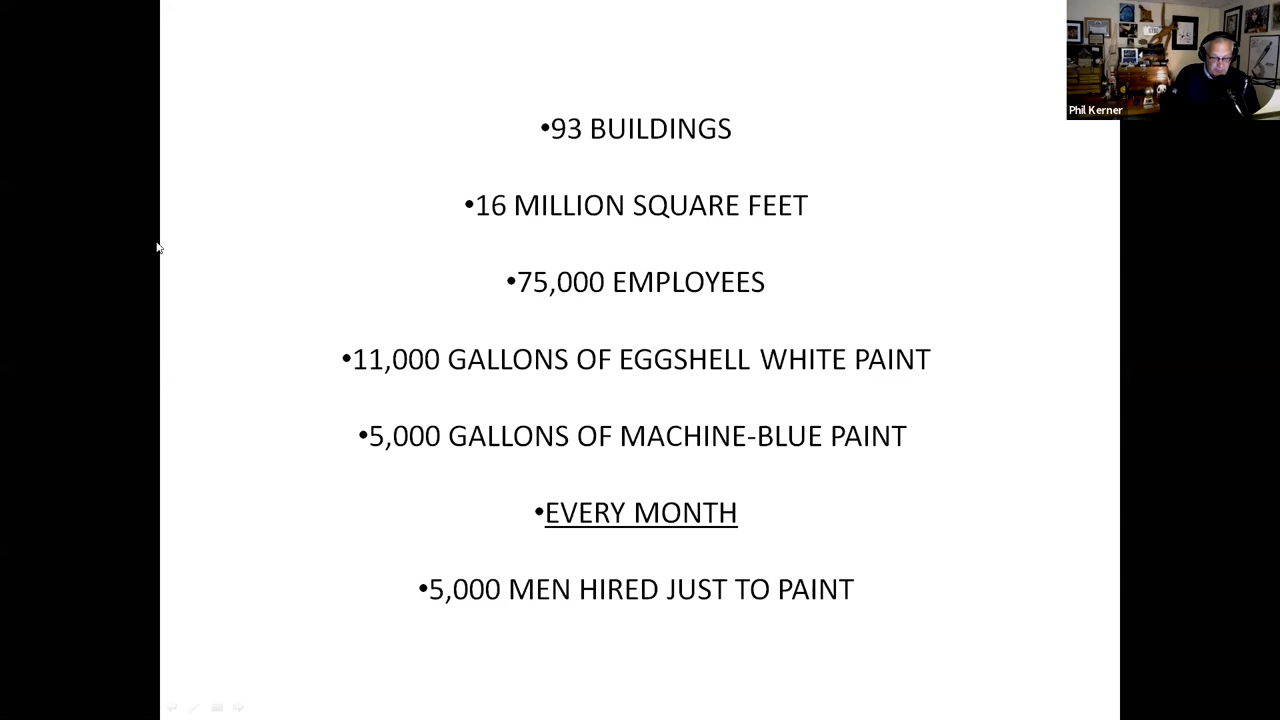 Phil Kerner
•93 BUILDINGS
•16 MILLION SQUARE FEET
•75,000 EMPLOYEES
•11,000 GALLONS OF EGGSHELL WHITE PAINT
•5,000 GALLONS OF MACHINE-BLUE PAINT
•EVERY MONTH
•5,000 MEN HIRED JUST TO PAINT